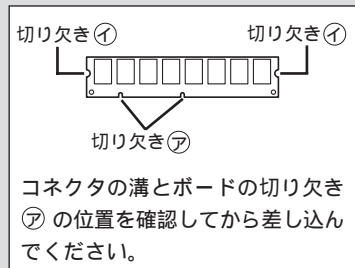 切り欠き㋑ 切り欠き㋑
切り欠き㋐
コネクタの溝とボードの切り欠き
㋐ の位置を確認してから差し込ん
でください。